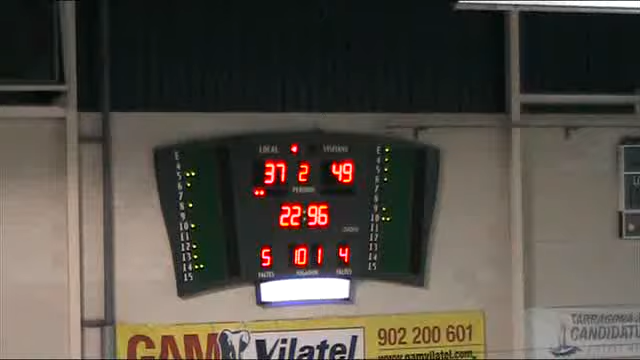 LOCAL VISITANT
37 2 49
PERIODE
22:96
5 10 1 4
FALTES JUGADOR FALTES
E E
4 4
5 5
6 6
7 7
8 8
9 9
10 10
11 11
12 12
13 13
14 14
15 15
GAM Vilatel
902 200 601
www.gamvilatel.com
TARRAGONA
CANDIDAT